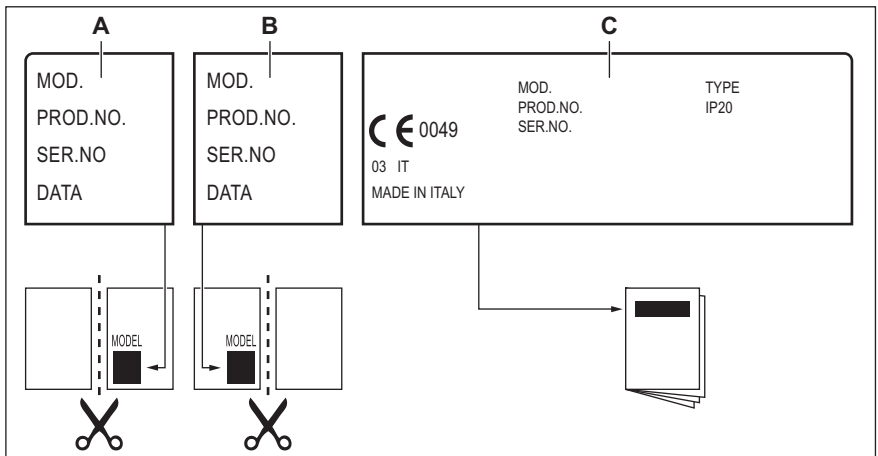 A
B
C
MOD.
PROD.NO.
SER.NO
DATA
MOD.
PROD.NO.
SER.NO
DATA
MOD.
PROD.NO.
SER.NO.
TYPE
IP20
CE 0049
03 IT
MADE IN ITALY
MODEL
MODEL